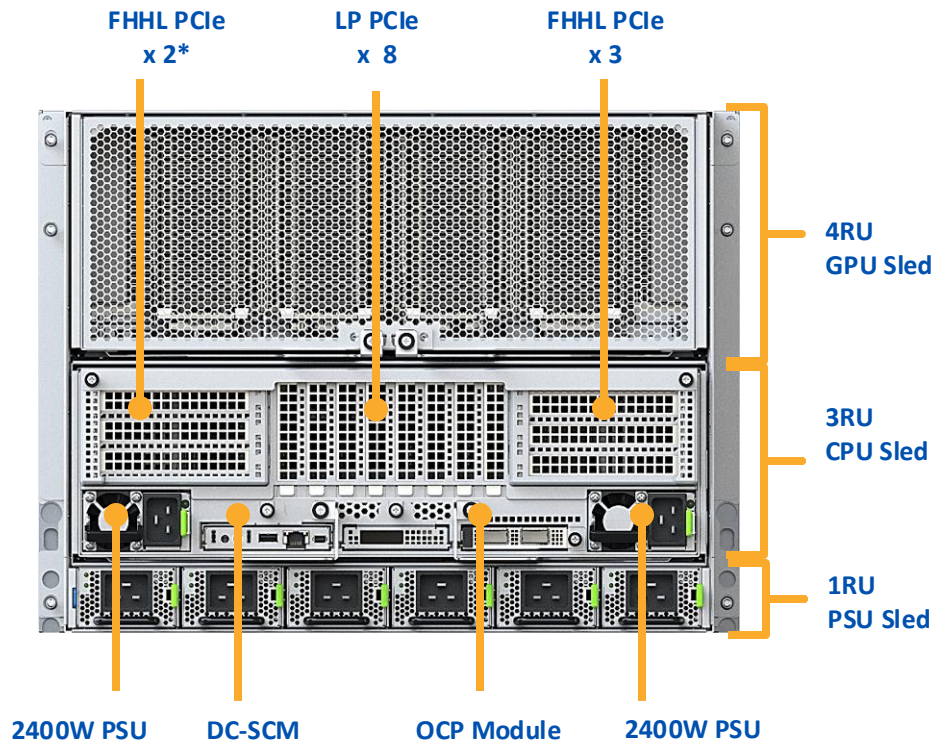 FHHL PCIe
x 2*
LP PCIe
x 8
FHHL PCIe
x 3
4RU
GPU Sled
3RU
CPU Sled
1RU
PSU Sled
2400W PSU
DC-SCM
OCP Module
2400W PSU